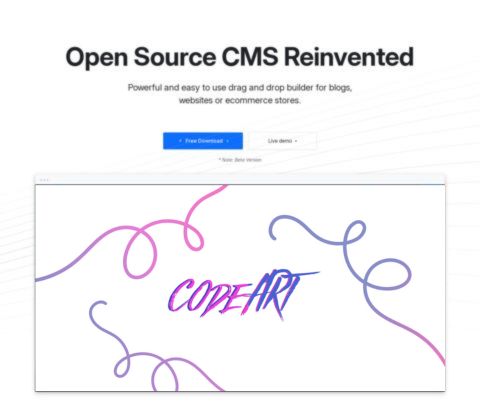 Open Source CMS Reinvented
Powerful and easy to use drag and drop builder for blogs,
websites or ecommerce stores.
Free Download
Live demo
* Note: Beta Version
CODEART